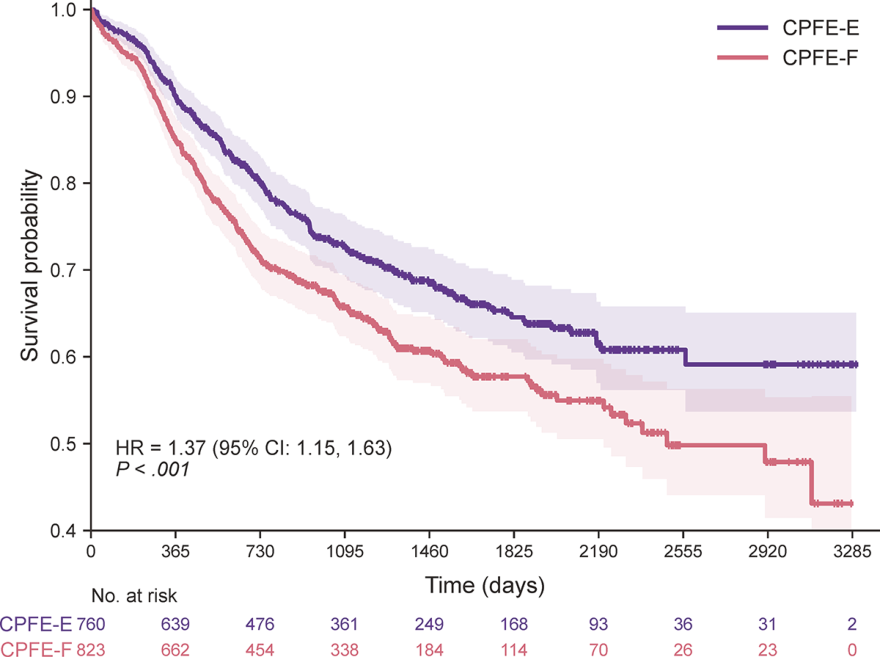 CPFE-E
CPFE-F
1.0
0.9
0.8
0.7
0.6
0.5
0.4
Survival probability
HR = 1.37 (95% CI: 1.15, 1.63)
P < .001
0 365 730 1095 1460 1825 2190 2555 2920 3285
Time (days)
No. at risk
CPFE-E 760 639 476 361 249 168 93 36 31 2
CPFE-F 823 662 454 338 184 114 70 26 23 0